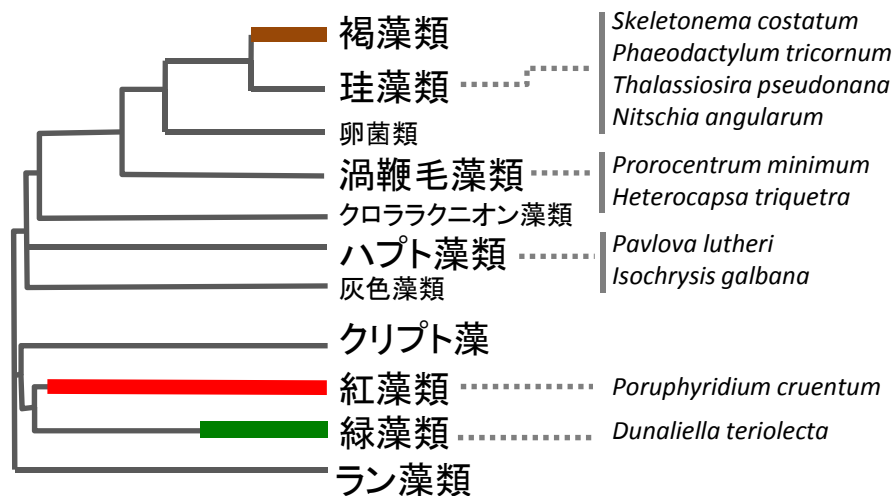 褐藻類
珪藻類
卵菌類
渦鞭毛藻類
クロララクニオン藻類
ハプト藻類
灰色藻類
クリプト藻
紅藻類
緑藻類
ラン藻類
Skeletonema costatum
Phaeodactylum tricornum
Thalassiosira pseudonana
Nitschia angularum
Prorocentrum minimum
Heterocapsa triquetra
Pavlova lutheri
Isochrysis galbana
Poruphyridium cruentum
Dunaliella teriolecta